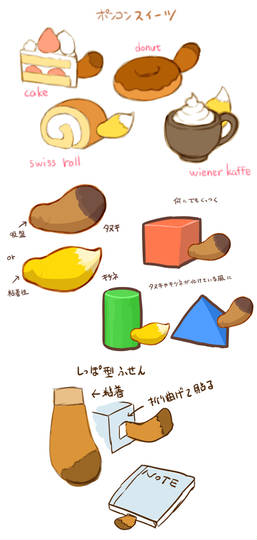 ポンコンスイーツ
donut
cake
swiss roll
wiener kaffe
何にでもくっつく
吸盤
タヌキ
or
キツネ
粘着性
タヌキやキツネが化けている風に
しっぽ型ふせん
←粘着
折り曲げて貼る
NOTE